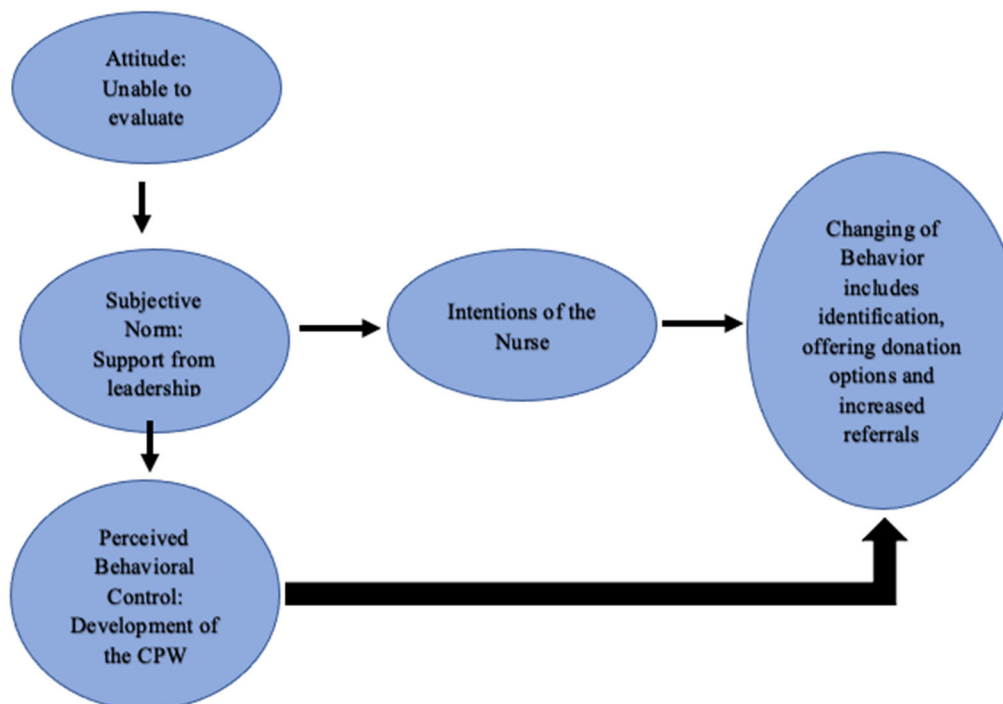 Attitude:
Unable to
evaluate
Subjective
Norm:
Support from
leadership
Intentions of the
Nurse
Changing of
Behavior
includes
identification,
offering donation
options and
increased
referrals
Perceived
Behavioral
Control:
Development of
the CPW